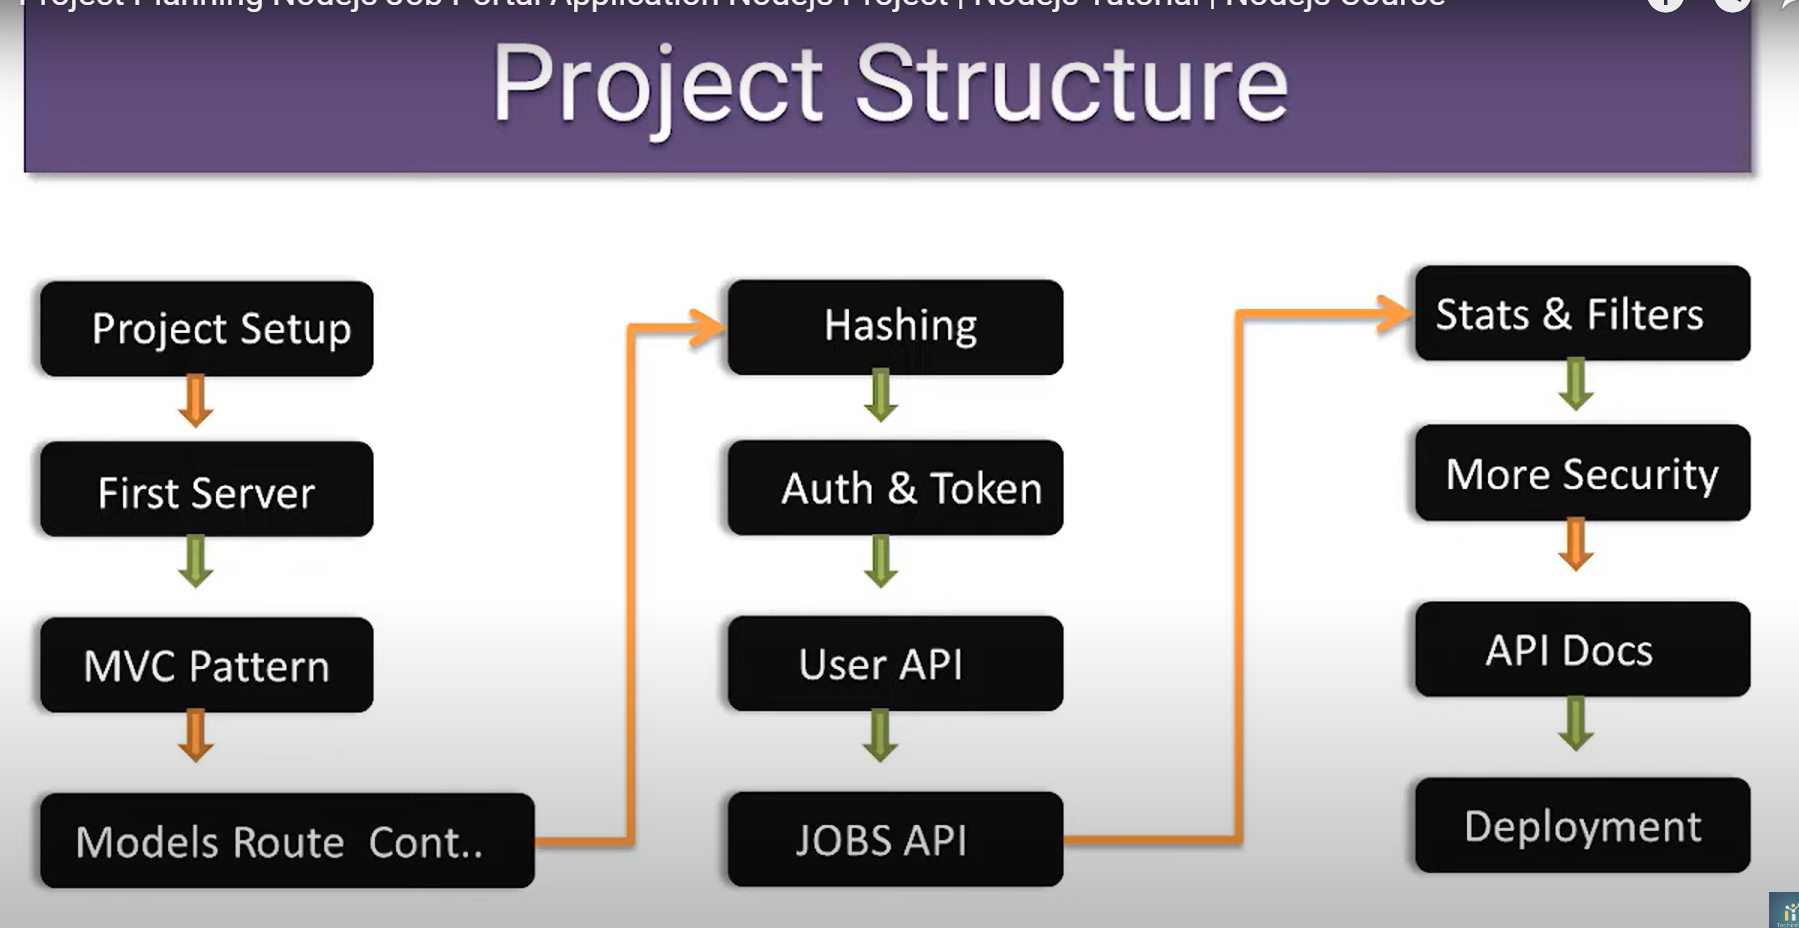 Project Planning Nodejs Job Portal Application Nodejs Project | Nodejs Tutorial | Nodejs Course
Project Structure
Project Setup
First Server
MVC Pattern
Models Route Cont..
Hashing
Auth & Token
User API
JOBS API
Stats & Filters
More Security
API Docs
Deployment